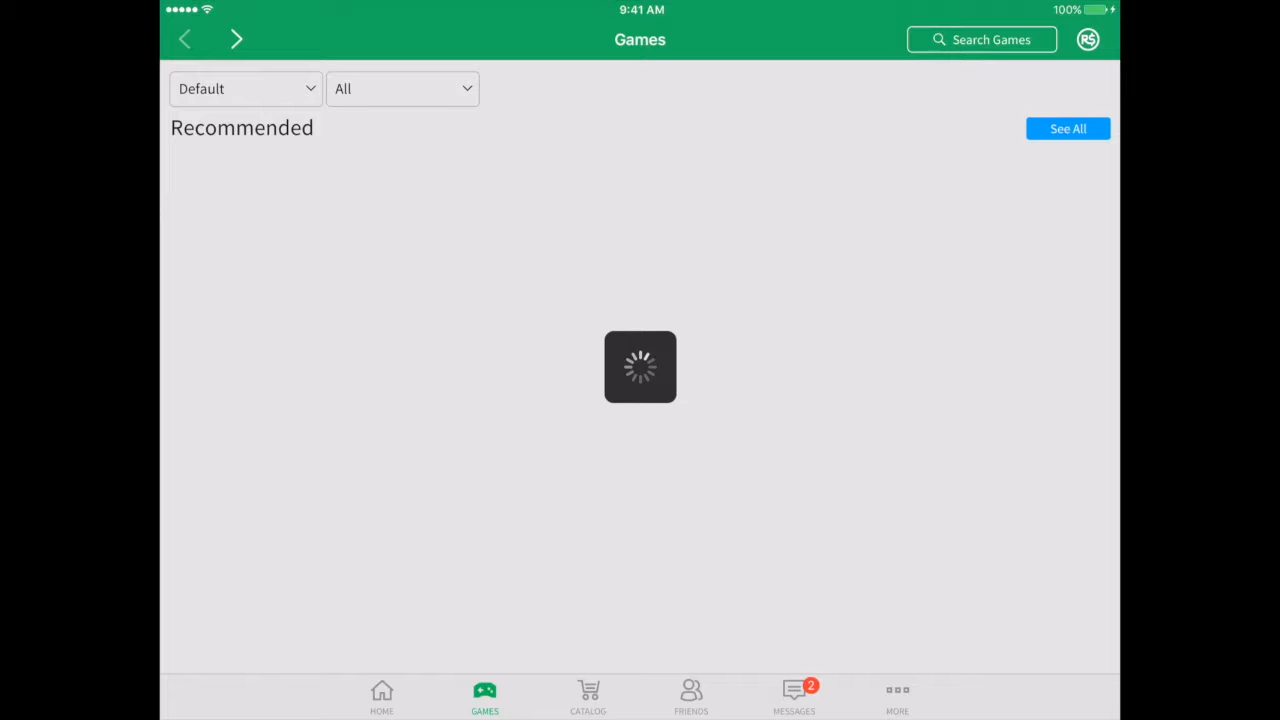 9:41 AM
100%
Games
Search Games
R$
Default
All
Recommended
See All
HOME
GAMES
CATALOG
FRIENDS
2
MESSAGES
MORE